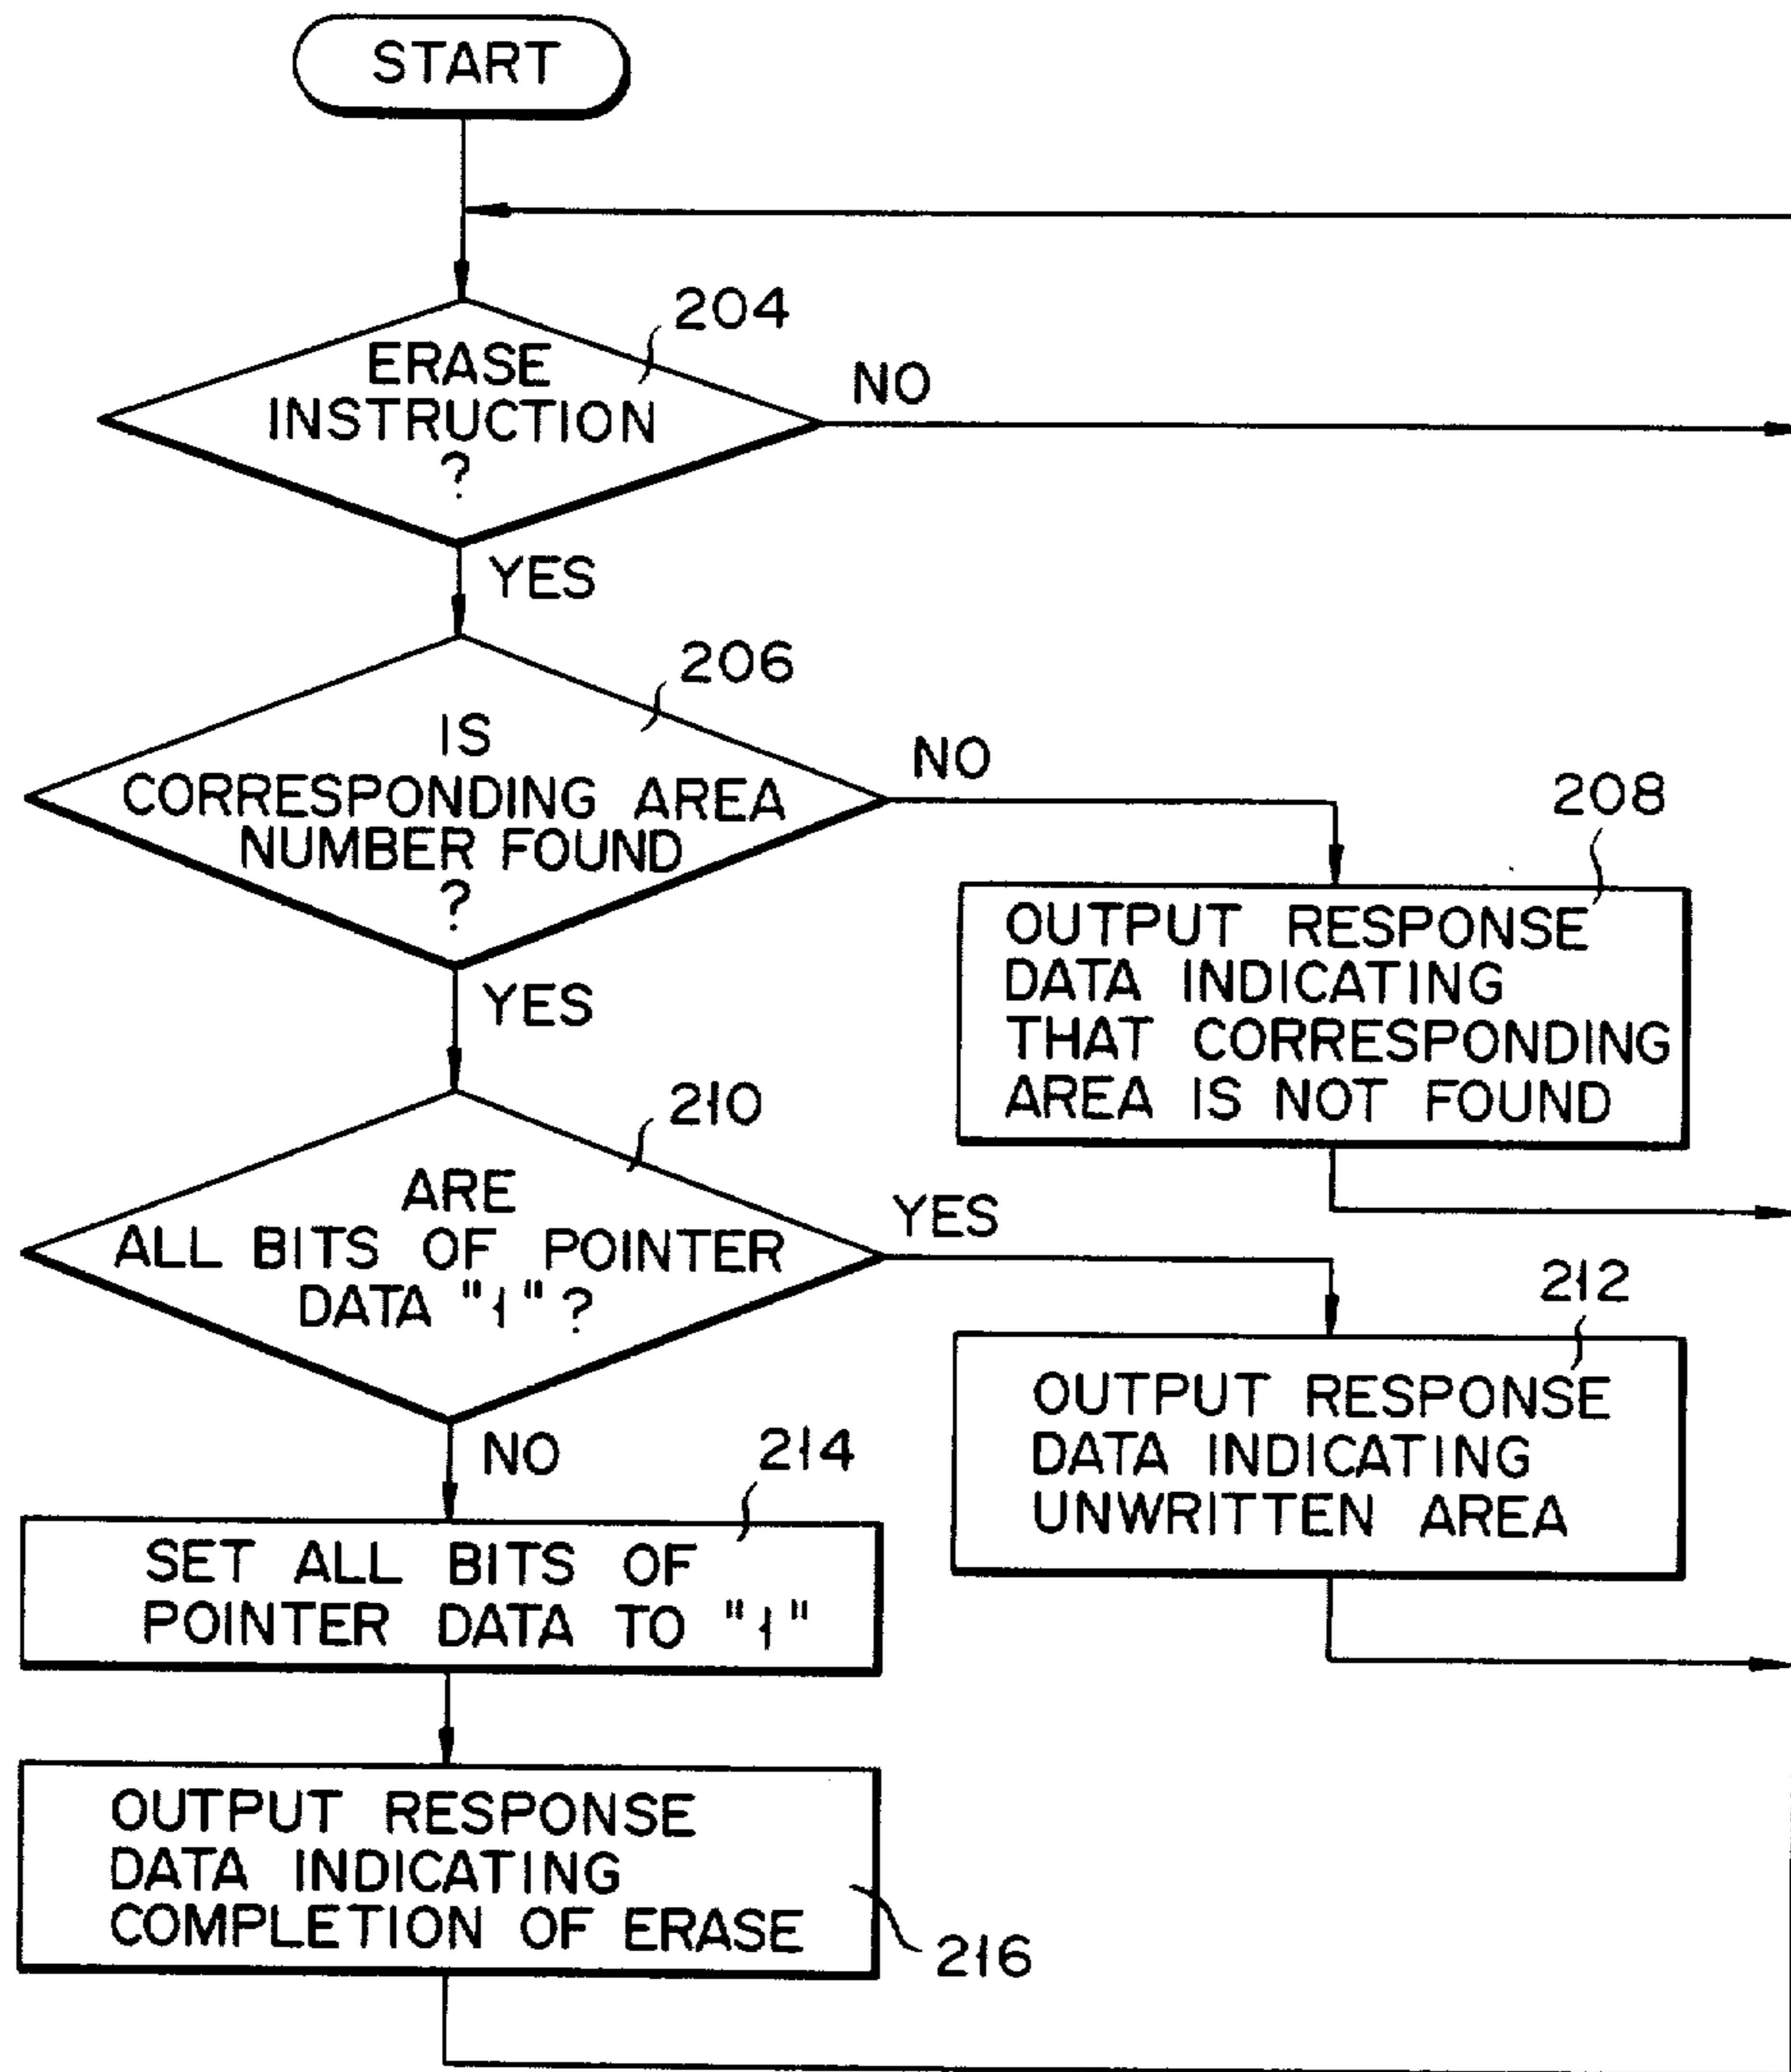 START
204
ERASE
INSTRUCTION
?
NO
YES
206
IS
CORRESPONDING AREA
NUMBER FOUND
?
NO
YES
208
OUTPUT RESPONSE
DATA INDICATING
THAT CORRESPONDING
AREA IS NOT FOUND
210
ARE
ALL BITS OF POINTER
DATA "1" ?
YES
NO
212
OUTPUT RESPONSE
DATA INDICATING
UNWRITTEN AREA
214
SET ALL BITS OF
POINTER DATA TO "1"
OUTPUT RESPONSE
DATA INDICATING
COMPLETION OF ERASE
216